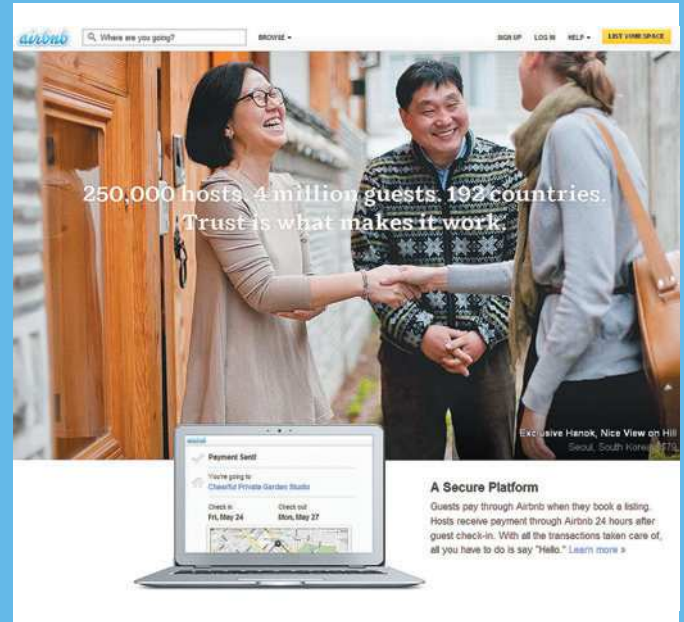 airbnb
Where are you going?
BROWSE
SIGN UP
LOG IN
HELP
LIST YOUR SPACE
250,000 hosts. 4 million guests. 192 countries.
Trust is what makes it work.
Exclusive Hanok, Nice View on Hill
Seoul, South Korea
airbnb
Payment Sent!
You're going to
Cheerful Private Garden Studio
Check in
Check out
Fri, May 24
Mon, May 27
A Secure Platform
Guests pay through Airbnb when they book a listing.
Hosts receive payment through Airbnb 24 hours after
guest check-in. With all the transactions taken care of,
all you have to do is say "Hello." Learn more »